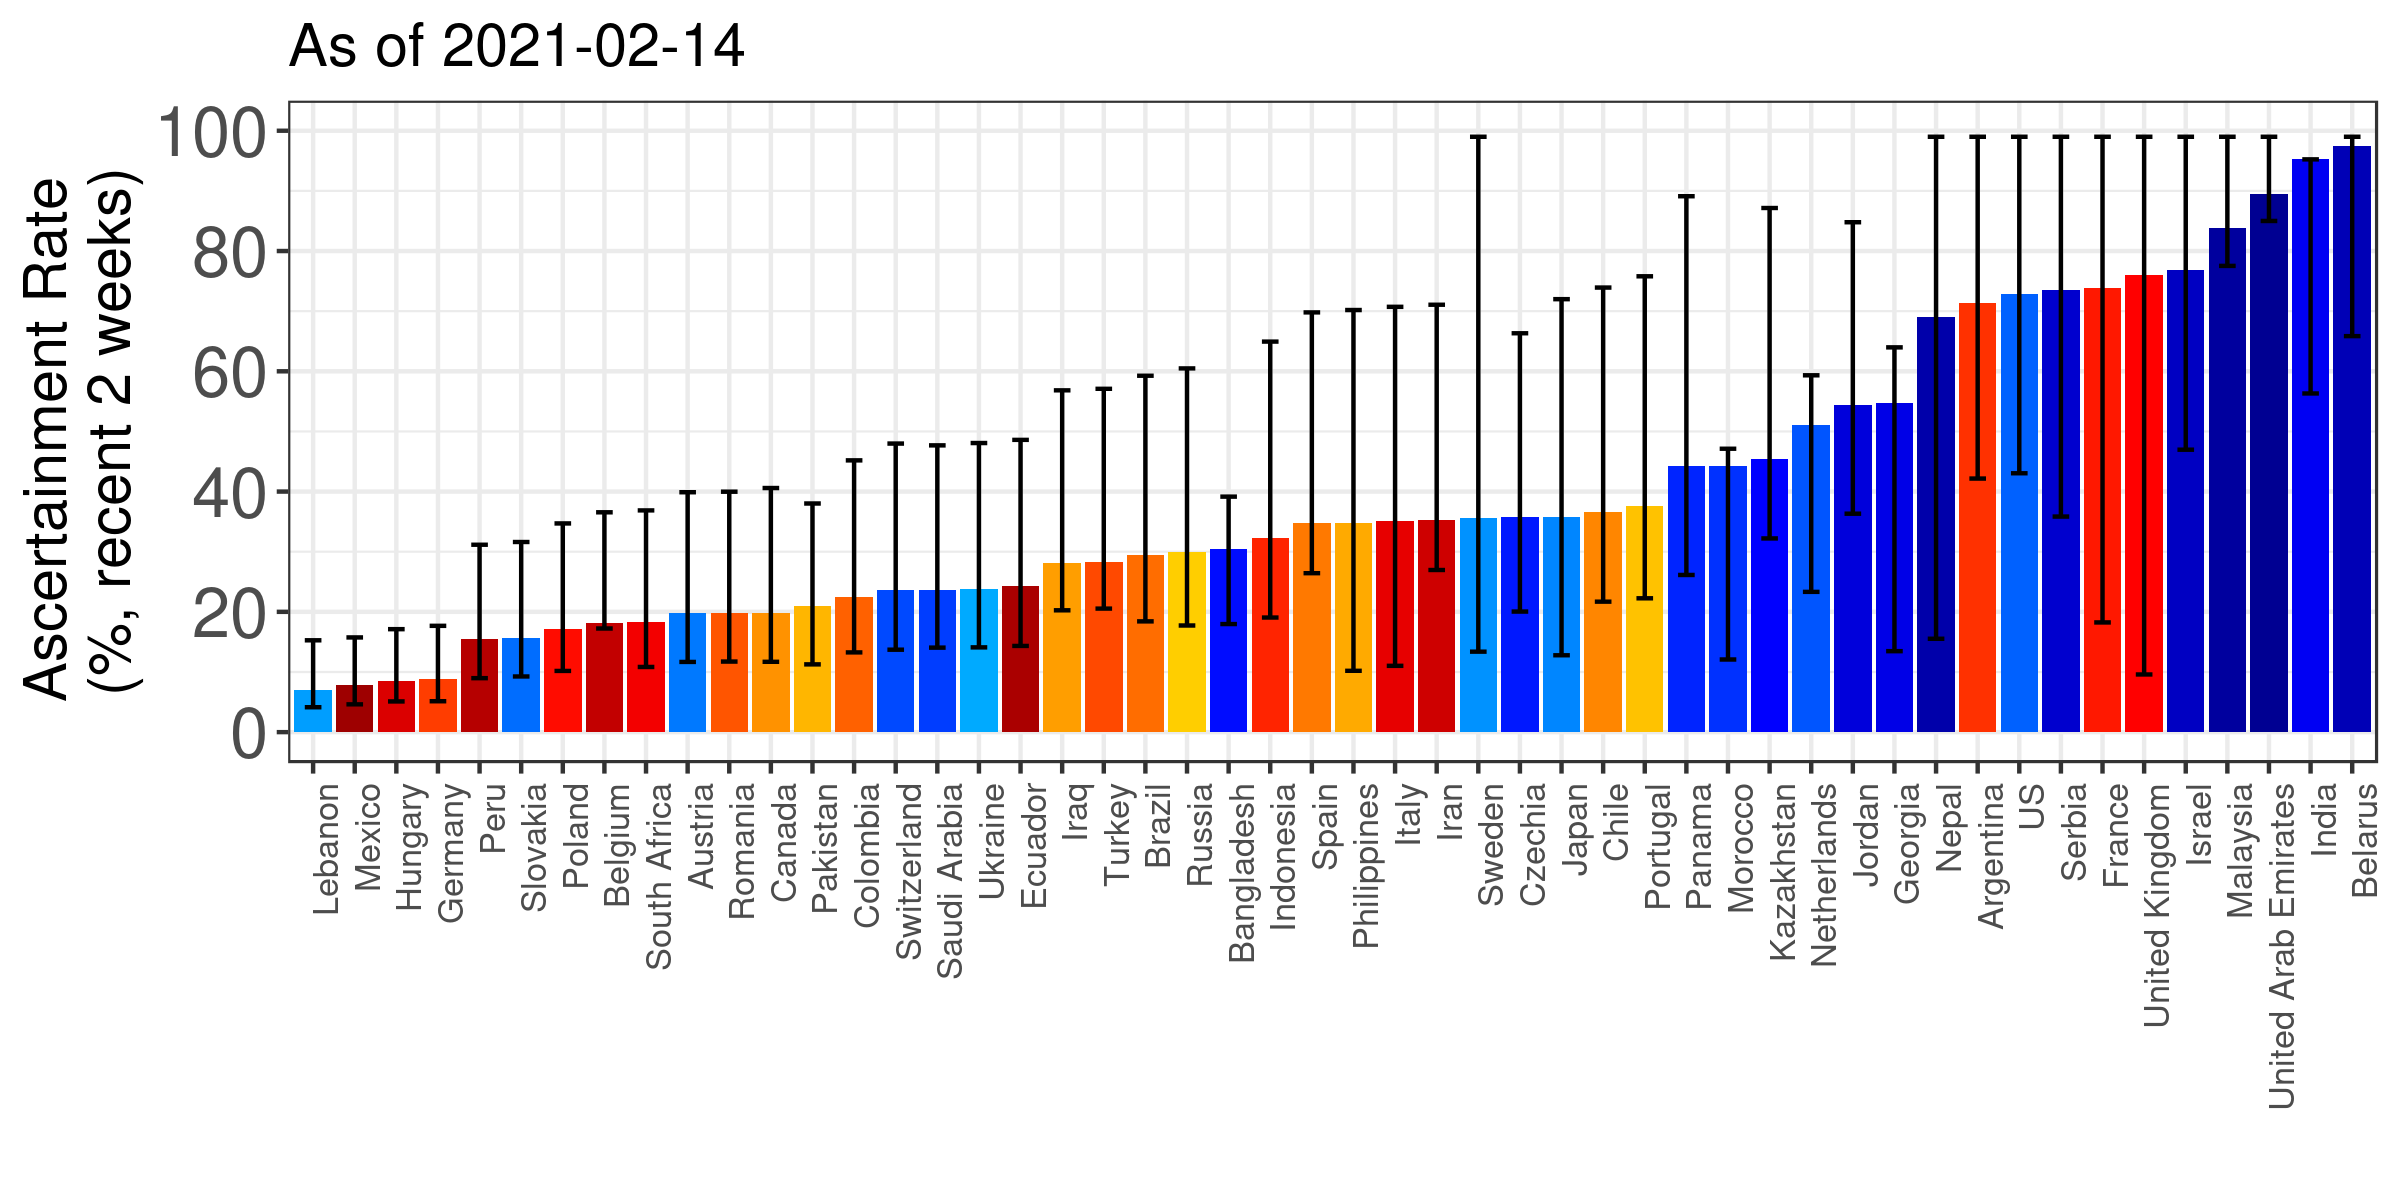 As of 2021-02-14
Ascertainment Rate
(%, recent 2 weeks)
100
80
60
40
20
0
Lebanon
Mexico
Hungary
Germany
Peru
Slovakia
Poland
Belgium
South Africa
Austria
Romania
Canada
Pakistan
Colombia
Switzerland
Saudi Arabia
Ukraine
Ecuador
Iraq
Turkey
Brazil
Russia
Bangladesh
Indonesia
Spain
Philippines
Italy
Iran
Sweden
Czechia
Japan
Chile
Portugal
Panama
Morocco
Kazakhstan
Netherlands
Jordan
Georgia
Nepal
Argentina
US
Serbia
France
United Kingdom
Israel
Malaysia
United Arab Emirates
India
Belarus